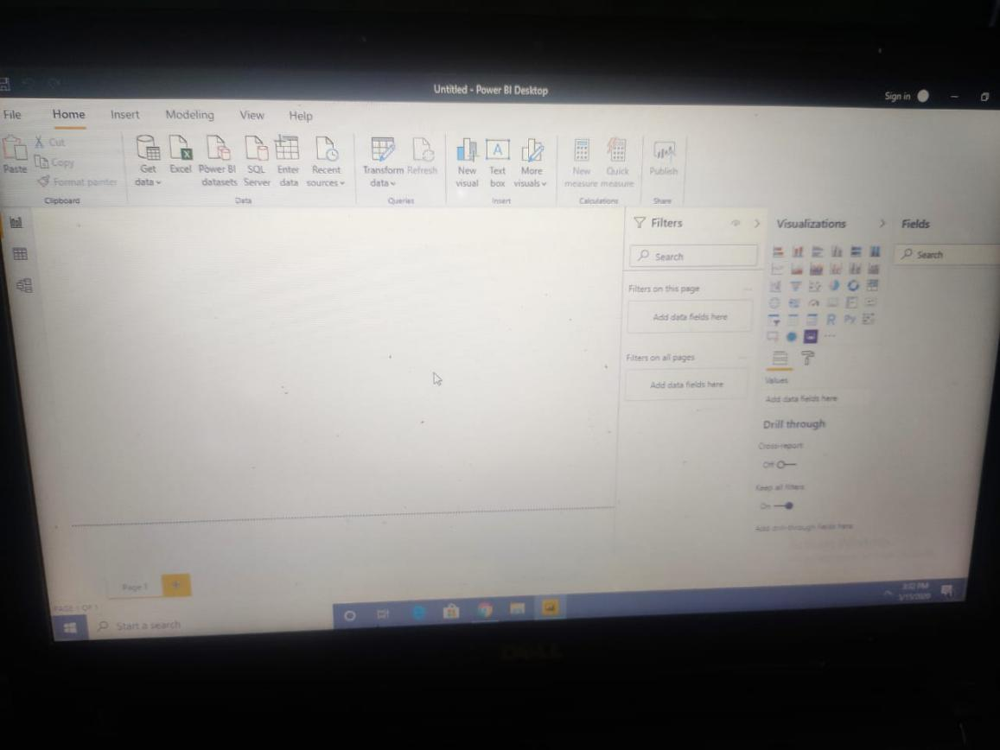 Untitled - Power BI Desktop
Sign in
File Home Insert Modeling View Help
Cut
Copy
Format painter
Paste
Clipboard
Get data
Excel
Power BI datasets
SQL Server
Enter data
Recent sources
Data
Transform data
Refresh
Queries
New visual
Text box
More visuals
Insert
New measure
Quick measure
Calculations
Publish
Share
Filters
Search
Filters on this page
Add data fields here
Filters on all pages
Add data fields here
Visualizations
R Py
Values
Add data fields here
Drill through
Cross-report
Off
Keep all filters
On
Add drill-through fields here
Fields
Search
Page 1
PAGE 1 OF 1
Start a search
3:32 PM
3/15/2020
DELL